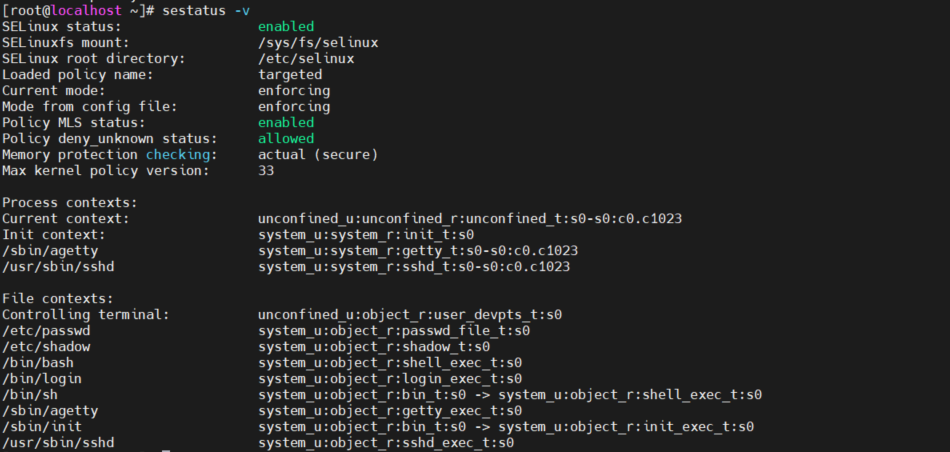 [root@localhost ~]# sestatus -v
SELinux status:                 enabled
SELinuxfs mount:                /sys/fs/selinux
SELinux root directory:         /etc/selinux
Loaded policy name:             targeted
Current mode:                   enforcing
Mode from config file:          enforcing
Policy MLS status:              enabled
Policy deny_unknown status:     allowed
Memory protection checking:     actual (secure)
Max kernel policy version:      33

Process contexts:
Current context:                unconfined_u:unconfined_r:unconfined_t:s0-s0:c0.c1023
Init context:                   system_u:system_r:init_t:s0
/sbin/agetty                    system_u:system_r:getty_t:s0-s0:c0.c1023
/usr/sbin/sshd                  system_u:system_r:sshd_t:s0-s0:c0.c1023

File contexts:
Controlling terminal:           unconfined_u:object_r:user_devpts_t:s0
/etc/passwd                     system_u:object_r:passwd_file_t:s0
/etc/shadow                     system_u:object_r:shadow_t:s0
/bin/bash                       system_u:object_r:shell_exec_t:s0
/bin/login                      system_u:object_r:login_exec_t:s0
/bin/sh                         system_u:object_r:bin_t:s0 -> system_u:object_r:shell_exec_t:s0
/sbin/agetty                    system_u:object_r:getty_exec_t:s0
/sbin/init                      system_u:object_r:bin_t:s0 -> system_u:object_r:init_exec_t:s0
/usr/sbin/sshd                  system_u:object_r:sshd_exec_t:s0